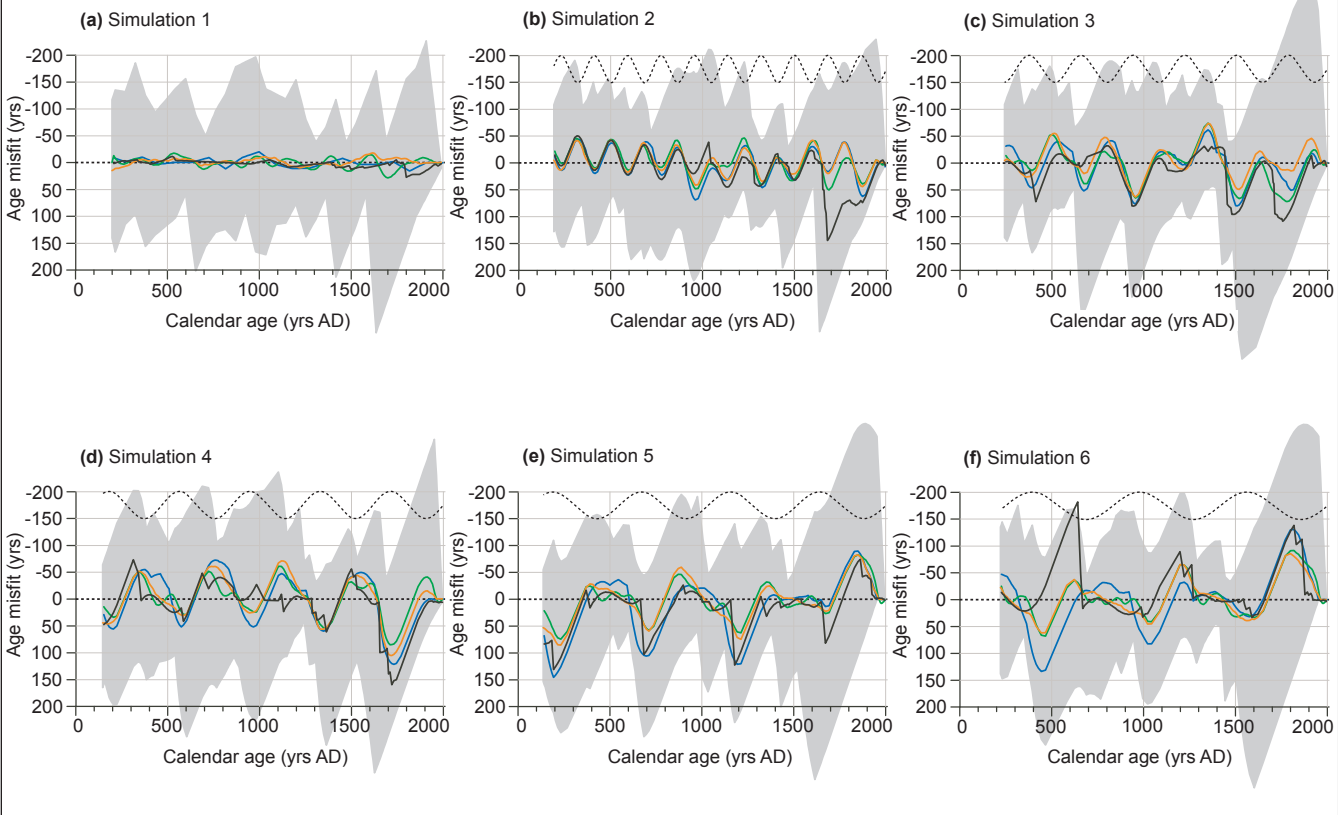 (a) Simulation 1
(b) Simulation 2
(c) Simulation 3
-200
-150
-100
-50
0
50
100
150
200
Age misfit (yrs)
0 500 1000 1500 2000
Calendar age (yrs AD)
-200
-150
-100
-50
0
50
100
150
200
Age misfit (yrs)
0 500 1000 1500 2000
Calendar age (yrs AD)
-200
-150
-100
-50
0
50
100
150
200
Age misfit (yrs)
0 500 1000 1500 2000
Calendar age (yrs AD)
(d) Simulation 4
(e) Simulation 5
(f) Simulation 6
-200
-150
-100
-50
0
50
100
150
200
Age misfit (yrs)
0 500 1000 1500 2000
Calendar age (yrs AD)
-200
-150
-100
-50
0
50
100
150
200
Age misfit (yrs)
0 500 1000 1500 2000
Calendar age (yrs AD)
-200
-150
-100
-50
0
50
100
150
200
Age misfit (yrs)
0 500 1000 1500 2000
Calendar age (yrs AD)